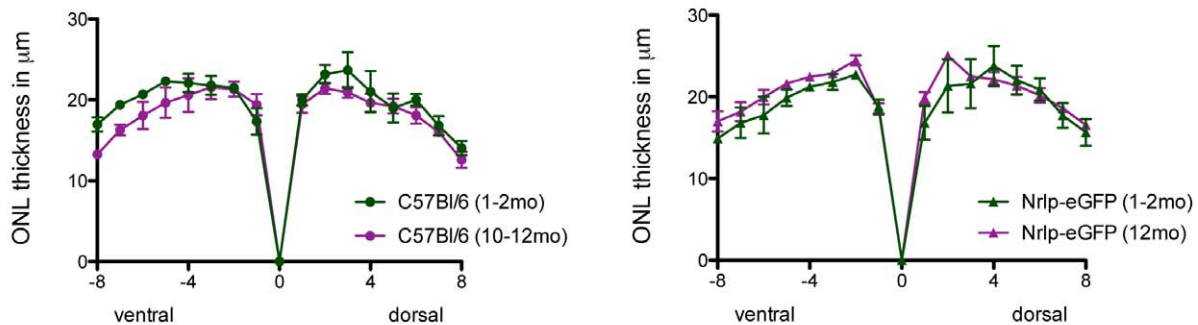 ONL thickness in μm
30
20
10
0
-8
-4
0
4
8
ventral
dorsal
C57Bl/6 (1-2mo)
C57Bl/6 (10-12mo)
ONL thickness in μm
30
20
10
0
-8
-4
0
4
8
ventral
dorsal
Nrlp-eGFP (1-2mo)
Nrlp-eGFP (12mo)